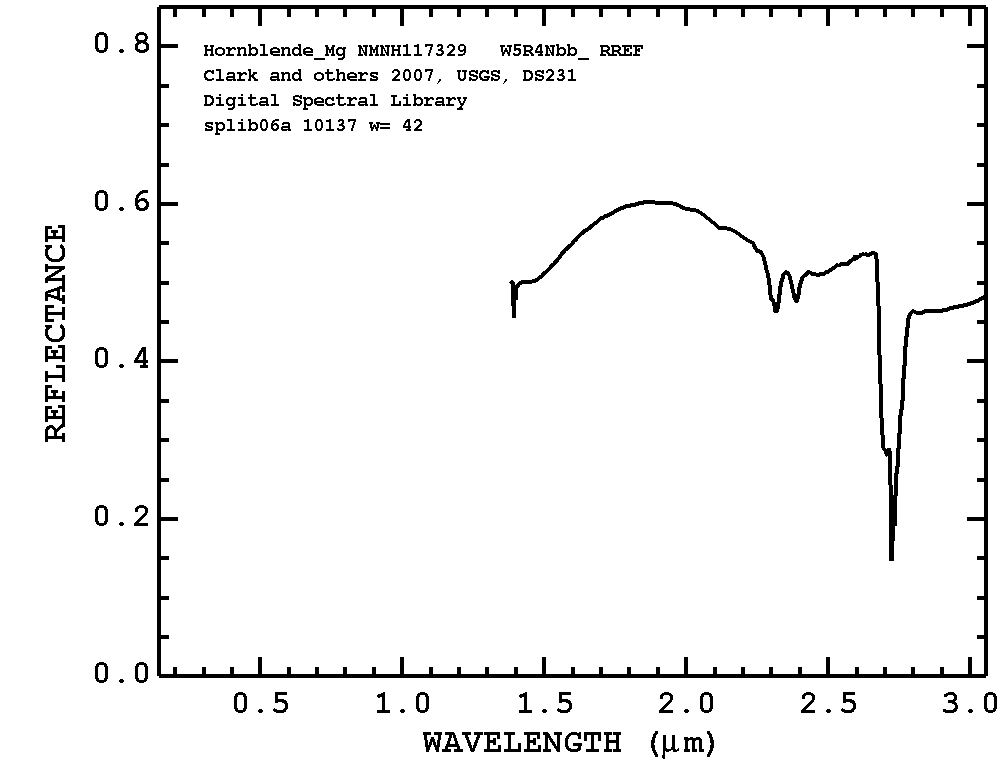 0.8
Hornblende_Mg NMNH117329 W5R4Nbb_ RREF
Clark and others 2007, USGS, DS231
Digital Spectral Library
splib06a 10137 w= 42
0.6
REFLECTANCE
0.4
0.2
0.0
0.5 1.0 1.5 2.0 2.5 3.0
WAVELENGTH (μm)